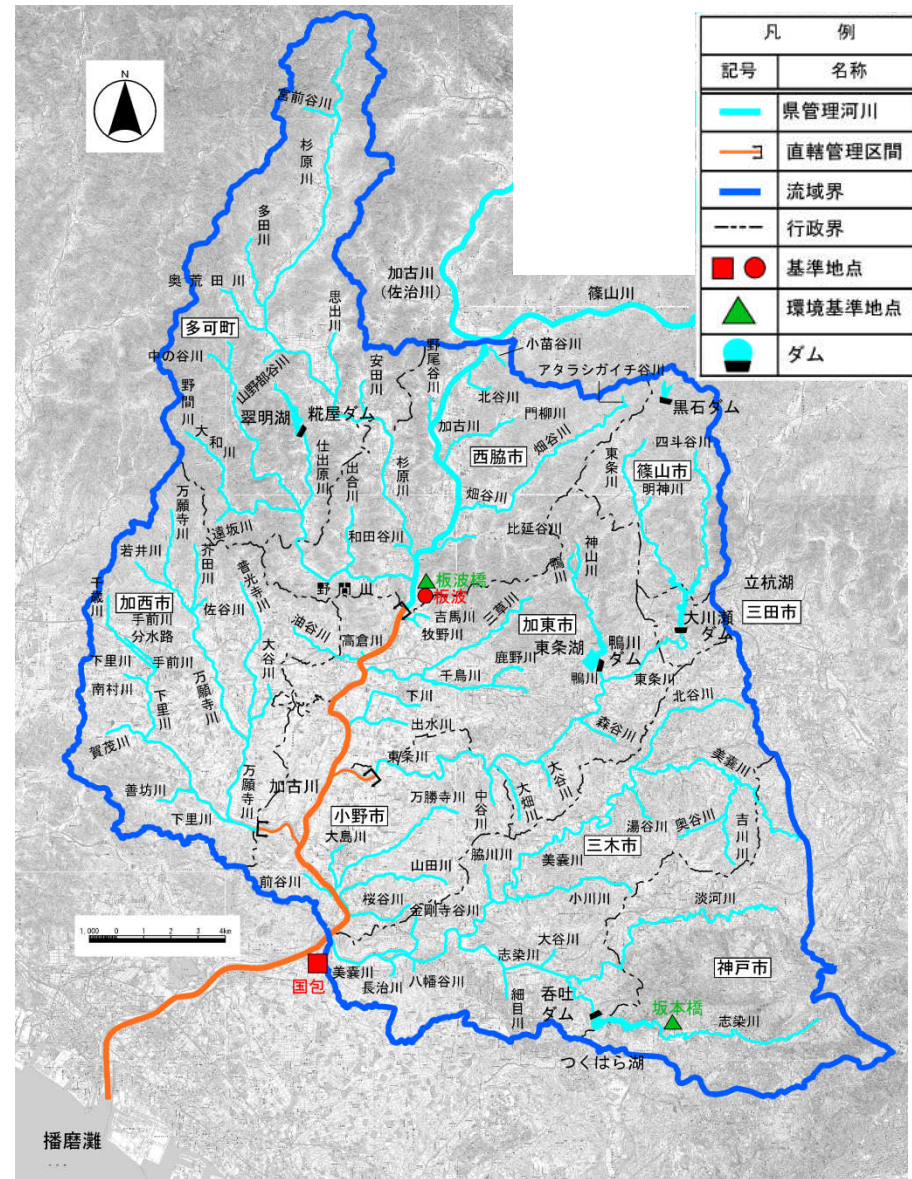 凡 例
記号 名称
県管理河川
直轄管理区間
流域界
行政界
基準地点
環境基準地点
ダム
N
宮前谷川
杉原川
多田川
奥荒田川
加古川
(佐治川)
篠山川
思出川
多可町
中の谷川
山野部谷川
安田川
野尾谷川
小苗谷川
アタラシガイチ谷川
北谷川
黒石ダム
野間川
翠明湖
糀屋ダム
加古川
門柳川
畑谷川
四斗谷川
大和川
西脇市
東条川
篠山市
明神川
仕出原川
出合川
杉原川
畑谷川
万願寺川
遠坂川
和田谷川
比延谷川
神山川
若井川
芥田川
普光寺川
野間川
板波橋
板波
鴨川
立杭湖
三田市
千歳川
加西市
手前川
分水路
佐谷川
油谷川
高倉川
吉馬川
牧野川
三草川
加東市
大川瀬
ダム
東条湖
鴨川
ダム
下里川
手前川
大谷川
鹿野川
千鳥川
鴨川
東条川
南村川
下里川
万願寺川
下川
北谷川
賀茂川
出水川
森谷川
東条川
美嚢川
善坊川
万願寺川
加古川
万勝寺川
中谷川
大畑川
大谷川
下里川
小野市
大島川
湯谷川
奥谷川
吉川川
三木市
脇川川
美嚢川
山田川
前谷川
桜谷川
小川川
淡河川
金剛寺谷川
1,000 0 2 4km
大谷川
志染川
神戸市
国包
美嚢川
長治川
八幡谷川
細目川
呑吐
ダム
坂本橋
志染川
つくはら湖
播磨灘